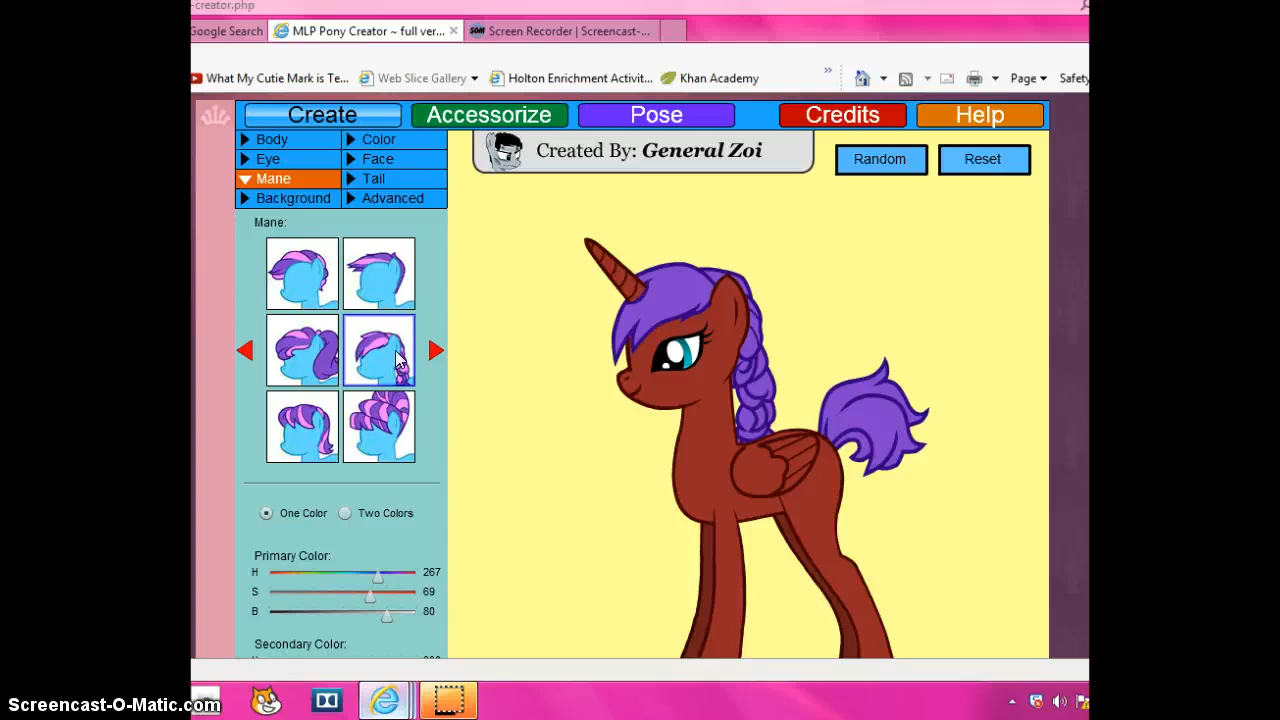 -creator.php
Google Search
MLP Pony Creator ~ full ver...
SOM Screen Recorder | Screencast-...
What My Cutie Mark is Te...
Web Slice Gallery
Holton Enrichment Activit...
Khan Academy
»
Page
Safety
Create
Accessorize
Pose
Credits
Help
Body
Color
Eye
Face
Mane
Tail
Background
Advanced
Created By: General Zoi
Random
Reset
Mane:
One Color
Two Colors
Primary Color:
H 267
S 69
B 80
Secondary Color:
Screencast-O-Matic.com